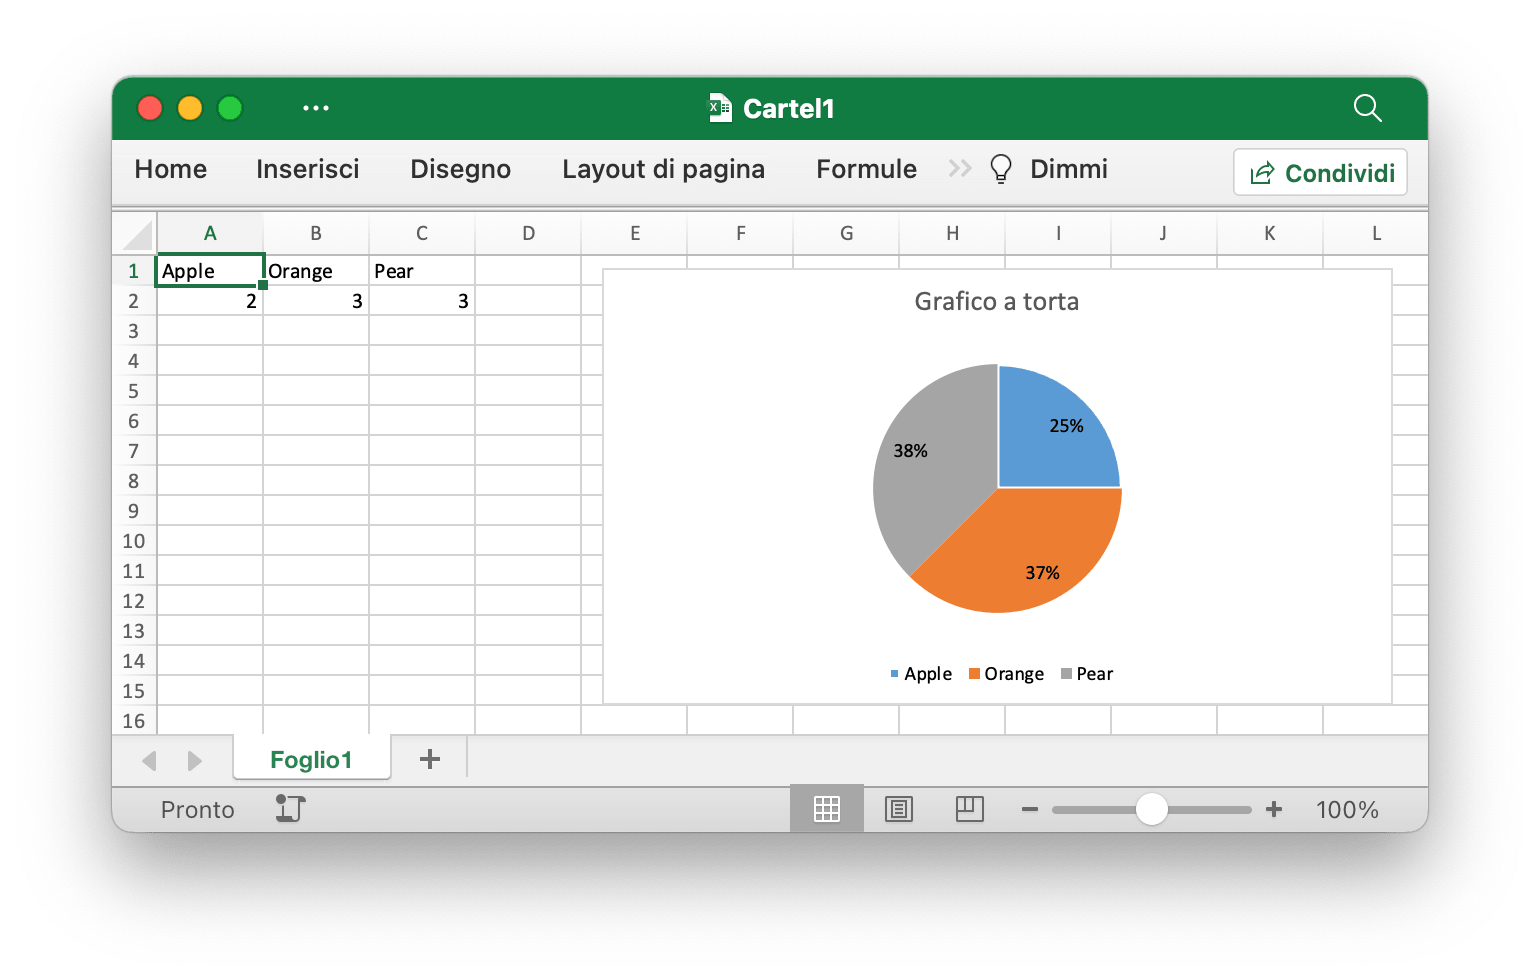 Cartel1
Home Inserisci Disegno Layout di pagina Formule Dimmi Condividi
A B C D E F G H I J K L
1 Apple Orange Pear
2 2 3 3
3
4
5
6
7
8
9
10
11
12
13
14
15
16
Grafico a torta
25%
38%
37%
Apple Orange Pear
Foglio1 +
Pronto 100%